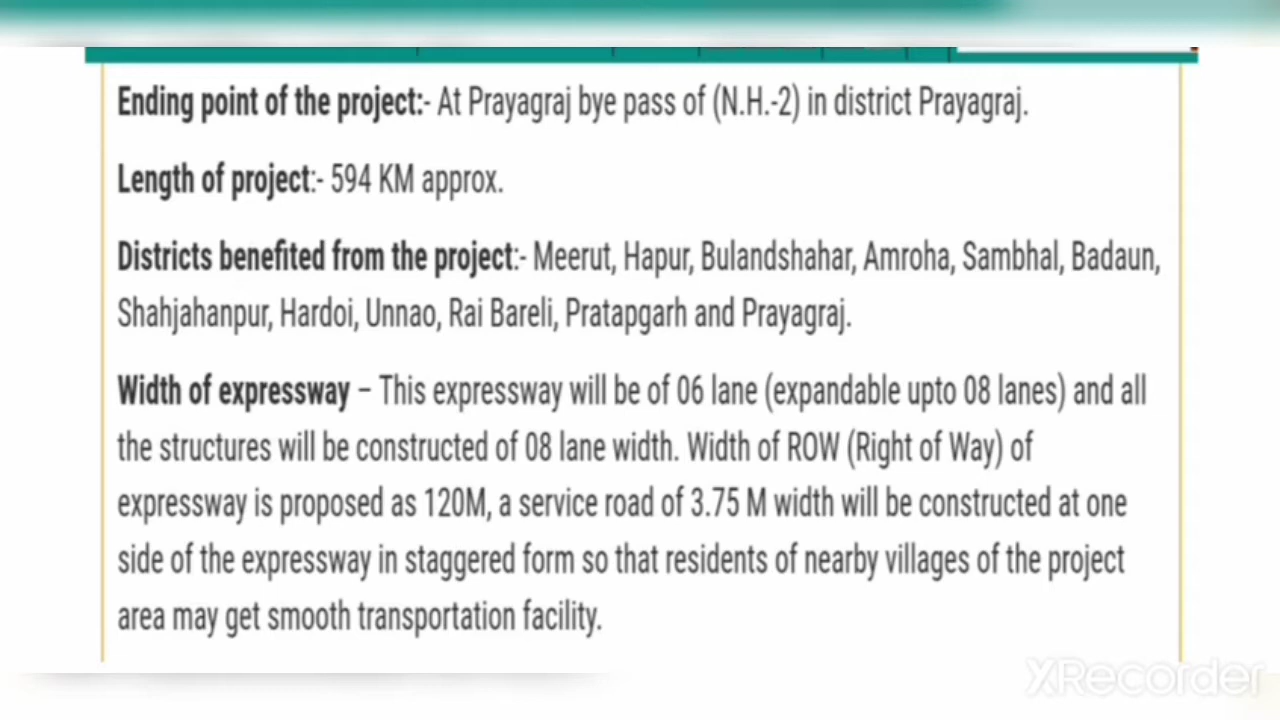 Ending point of the project:- At Prayagraj bye pass of (N.H.-2) in district Prayagraj.
Length of project:- 594 KM approx.
Districts benefited from the project:- Meerut, Hapur, Bulandshahar, Amroha, Sambhal, Badaun,
Shahjahanpur, Hardoi, Unnao, Rai Bareli, Pratapgarh and Prayagraj.
Width of expressway – This expressway will be of 06 lane (expandable upto 08 lanes) and all
the structures will be constructed of 08 lane width. Width of ROW (Right of Way) of
expressway is proposed as 120M, a service road of 3.75 M width will be constructed at one
side of the expressway in staggered form so that residents of nearby villages of the project
area may get smooth transportation facility.
XRecorder